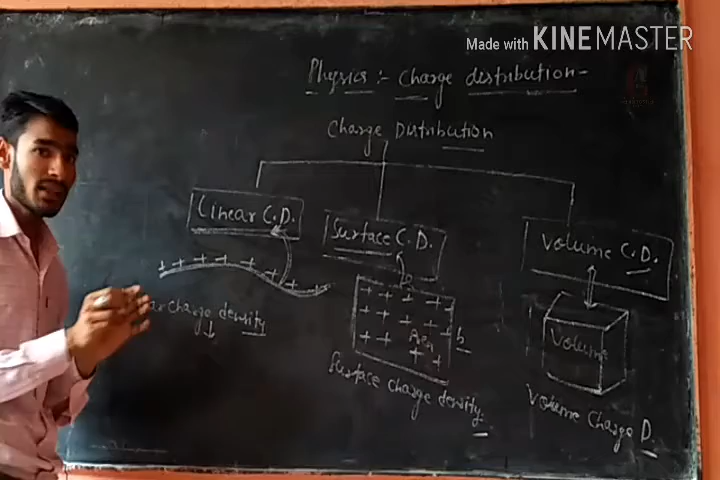 Made with KINEMASTER
Physics :- Charge distribution-
Charge Distribution
Linear C.D.
Surface C.D.
Volume C.D.
+ + + + + + + +
b
+ + + + +
+ + + +
+ + +
Area
b
Volume
ar charge density
Surface charge density.
Volume Charge D.